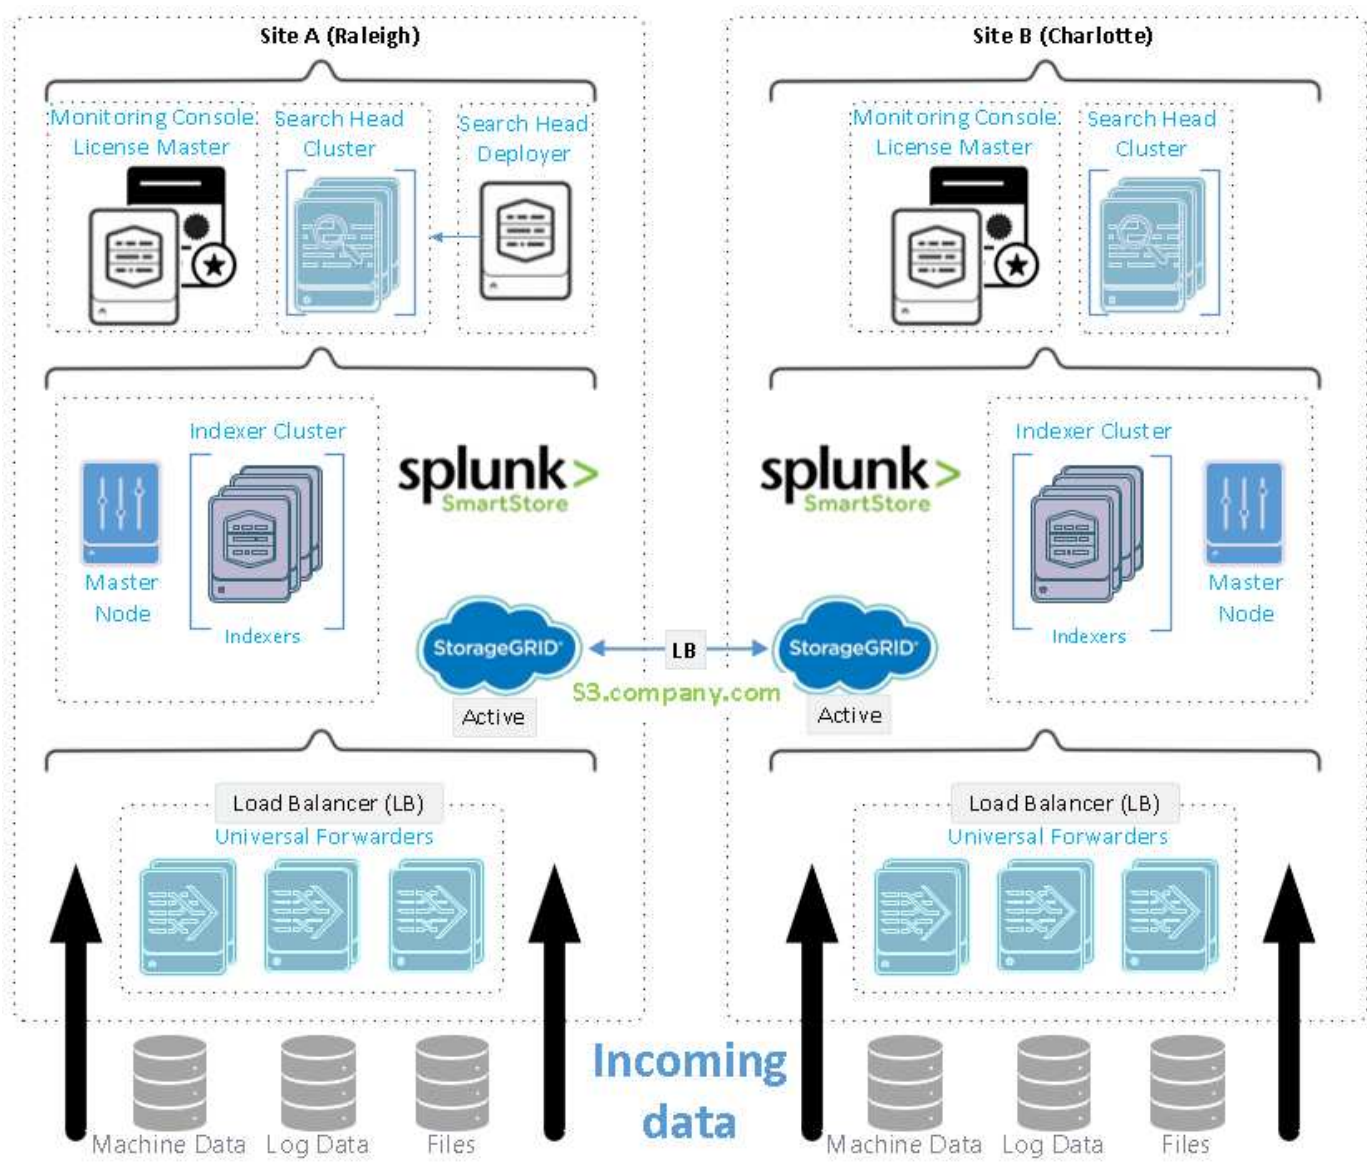 Site A (Raleigh)
Monitoring Console
License Master
Search Head
Cluster
Search Head
Deployer
Indexer Cluster
Master
Node
Indexers
splunk>
SmartStore
StorageGRID
Active
Load Balancer (LB)
Universal Forwarders
Machine Data
Log Data
Files
LB
S3.company.com
Incoming
data
Site B (Charlotte)
Monitoring Console
License Master
Search Head
Cluster
splunk>
SmartStore
Indexer Cluster
Indexers
Master
Node
StorageGRID
Active
Load Balancer (LB)
Universal Forwarders
Machine Data
Log Data
Files